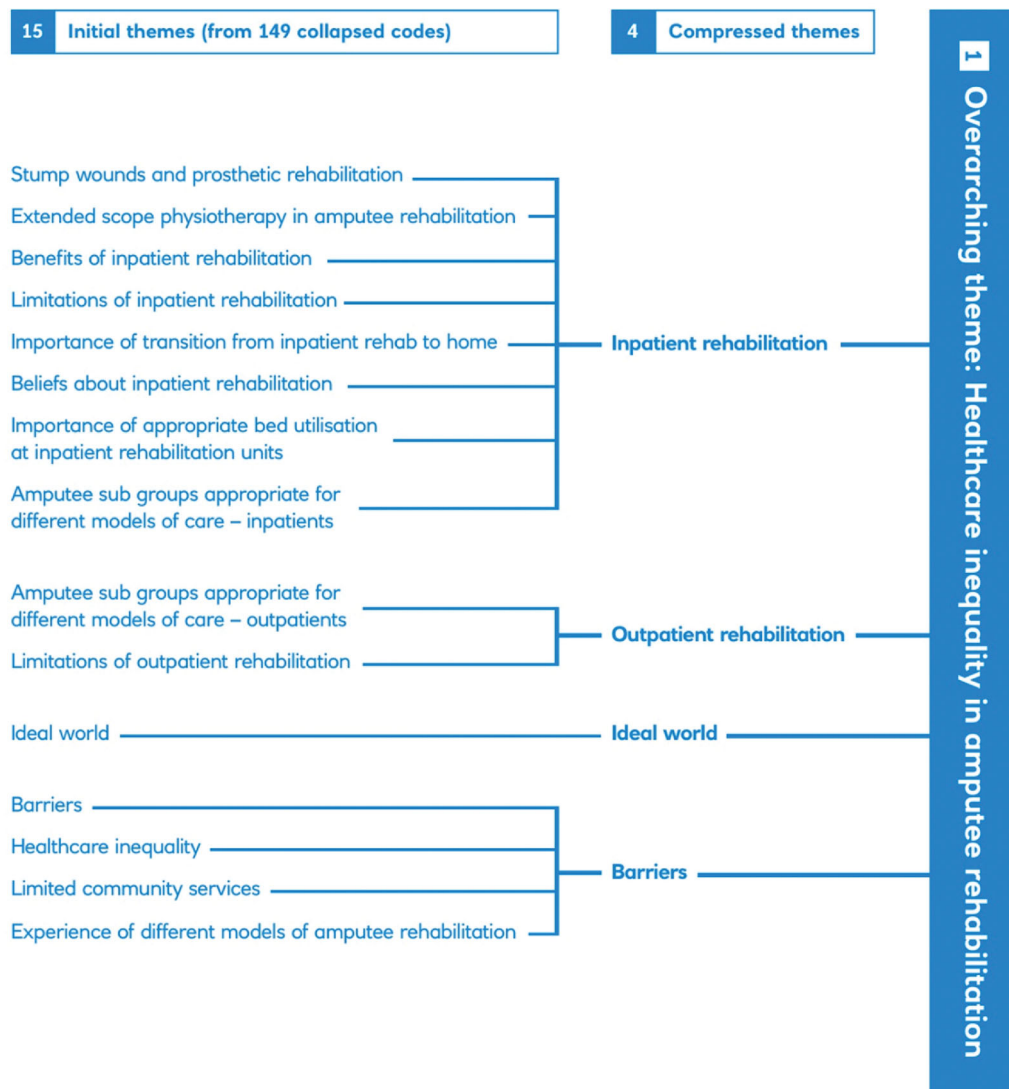 15 Initial themes (from 149 collapsed codes)
4 Compressed themes
Stump wounds and prosthetic rehabilitation
Extended scope physiotherapy in amputee rehabilitation
Benefits of inpatient rehabilitation
Limitations of inpatient rehabilitation
Importance of transition from inpatient rehab to home
Beliefs about inpatient rehabilitation
Importance of appropriate bed utilisation
at inpatient rehabilitation units
Amputee sub groups appropriate for
different models of care – inpatients
Inpatient rehabilitation
Amputee sub groups appropriate for
different models of care – outpatients
Limitations of outpatient rehabilitation
Outpatient rehabilitation
Ideal world
Ideal world
Barriers
Healthcare inequality
Limited community services
Experience of different models of amputee rehabilitation
Barriers
1 Overarching theme: Healthcare inequality in amputee rehabilitation